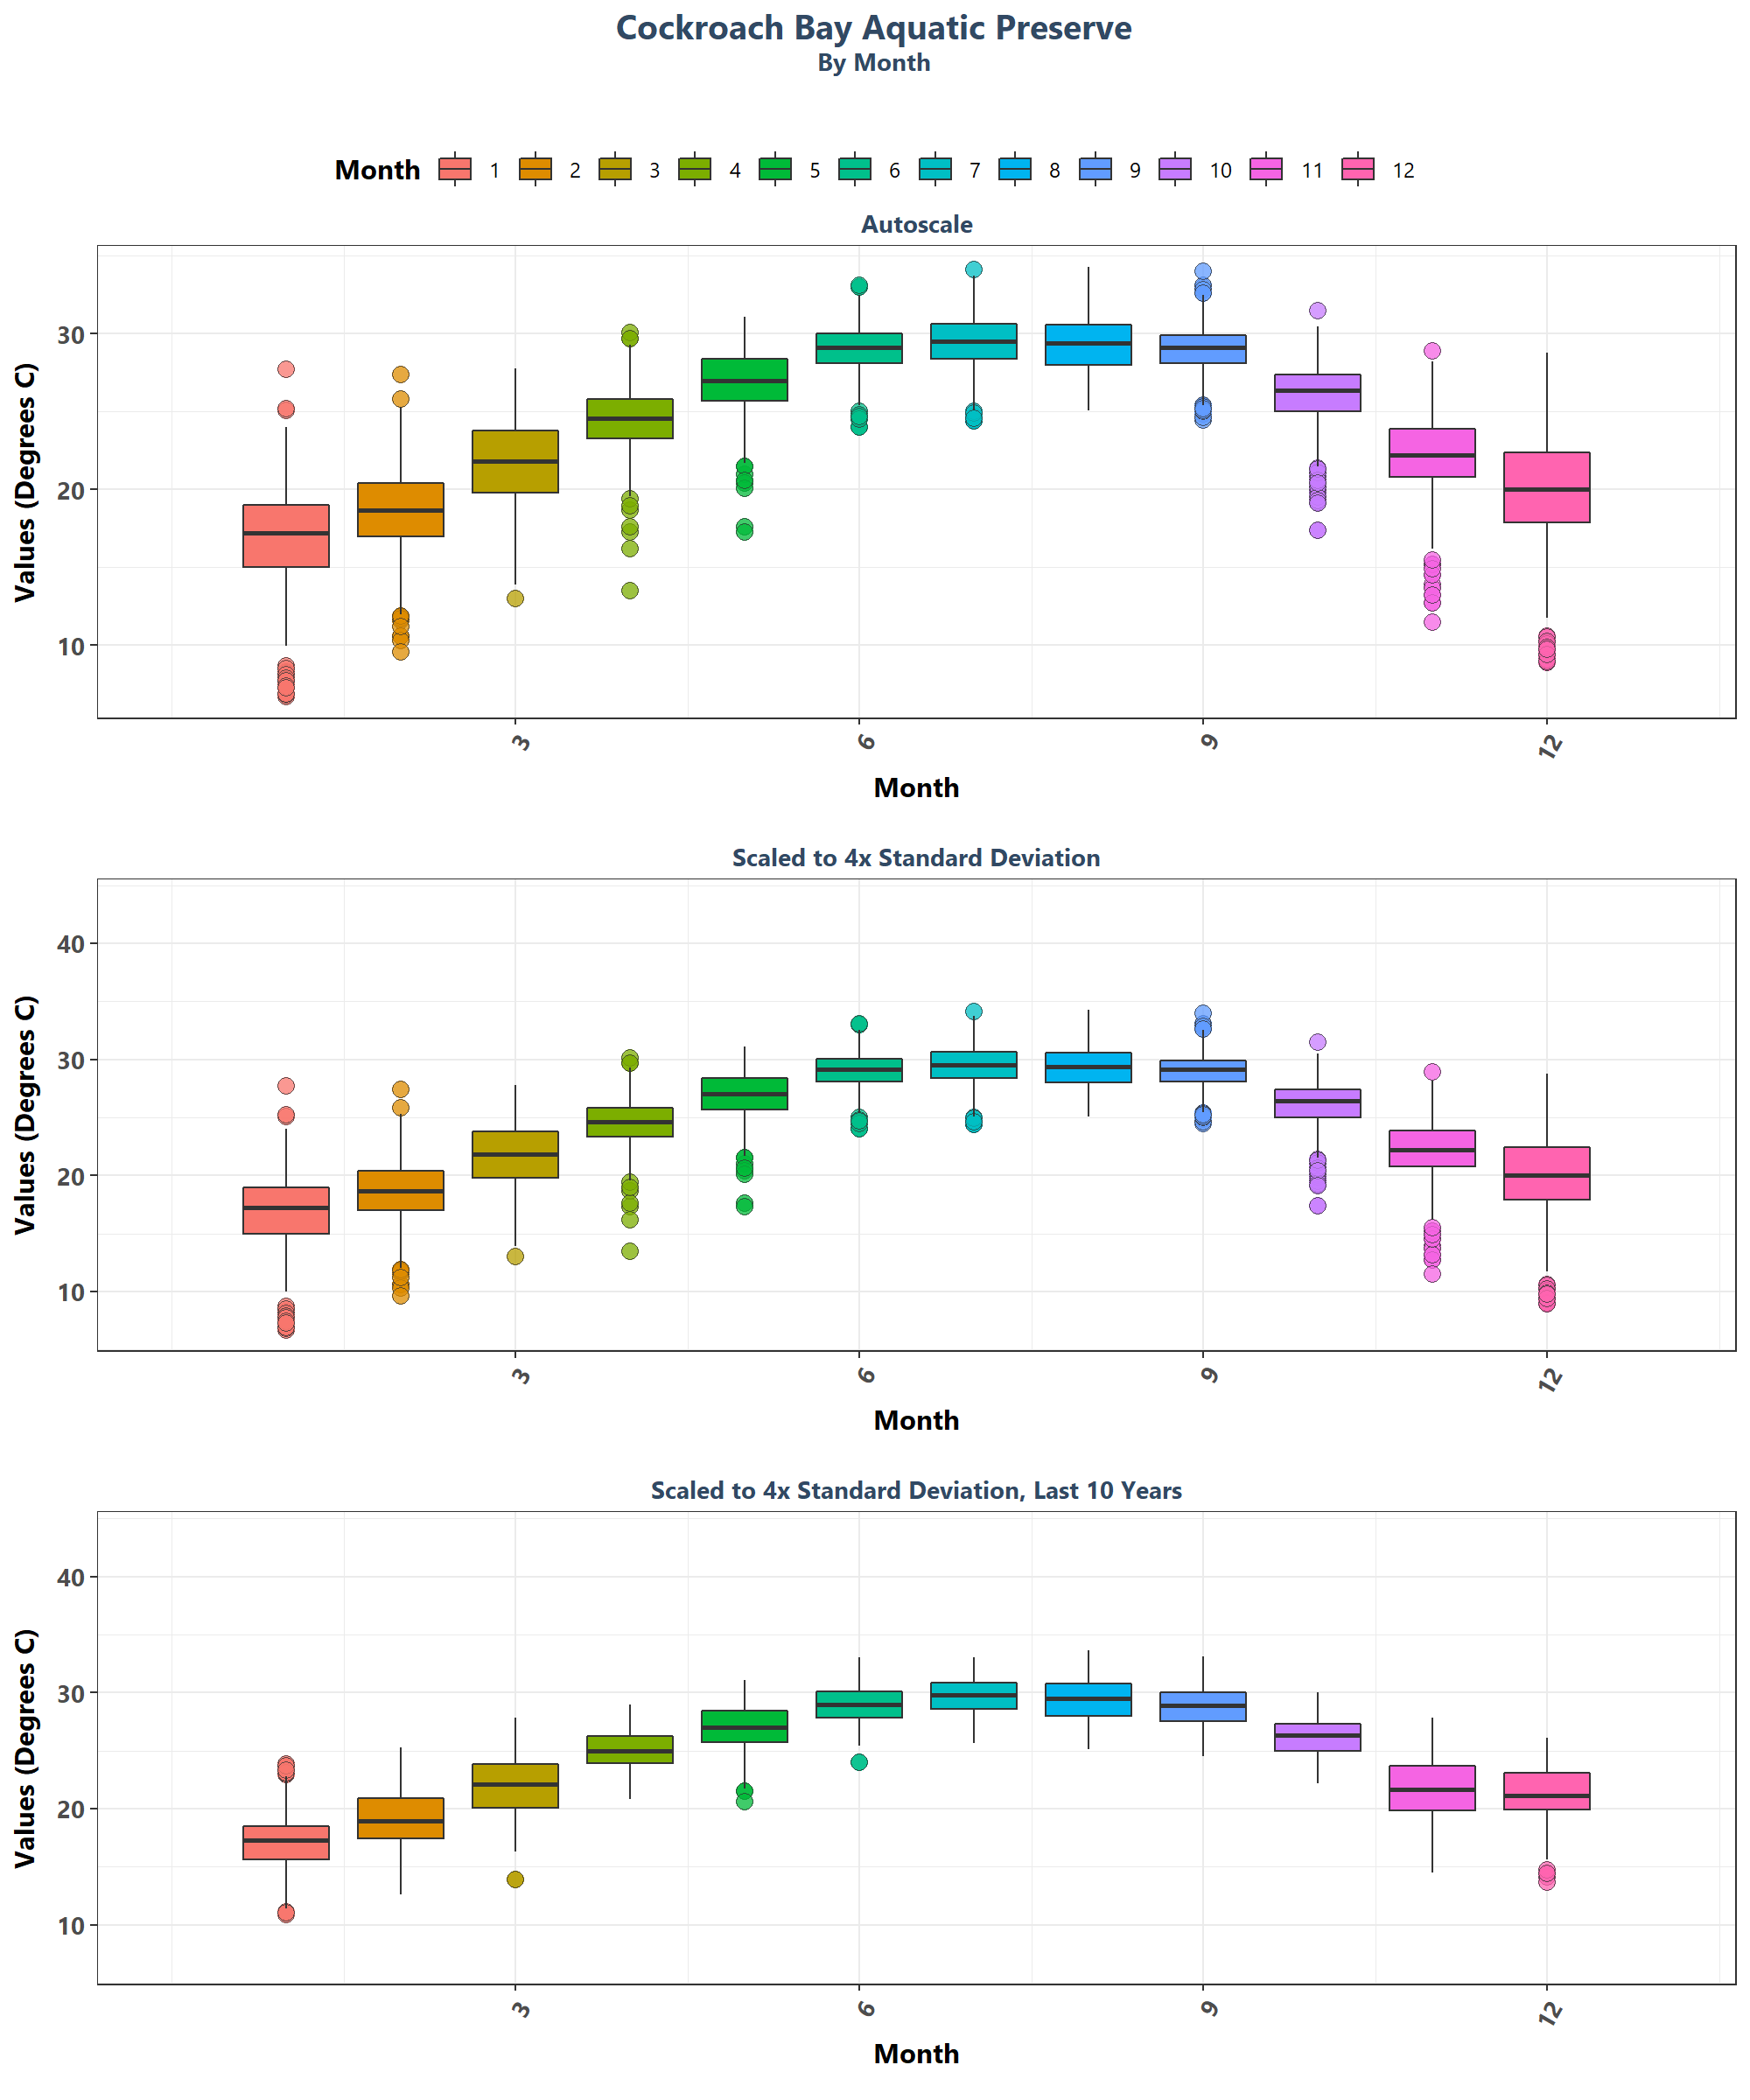 Cockroach Bay Aquatic Preserve
By Month
Month 1 2 3 4 5 6 7 8 9 10 11 12
Autoscale
Values (Degrees C)
30
20
10
3 6 9 12
Month
Scaled to 4x Standard Deviation
Values (Degrees C)
40
30
20
10
3 6 9 12
Month
Scaled to 4x Standard Deviation, Last 10 Years
Values (Degrees C)
40
30
20
10
3 6 9 12
Month